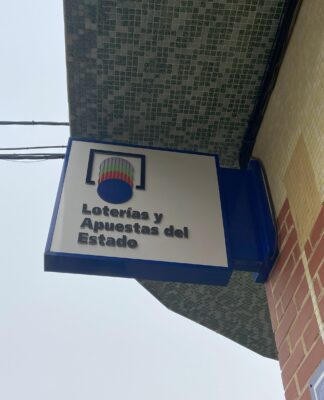 Loterías y
Apuestas del
Estado